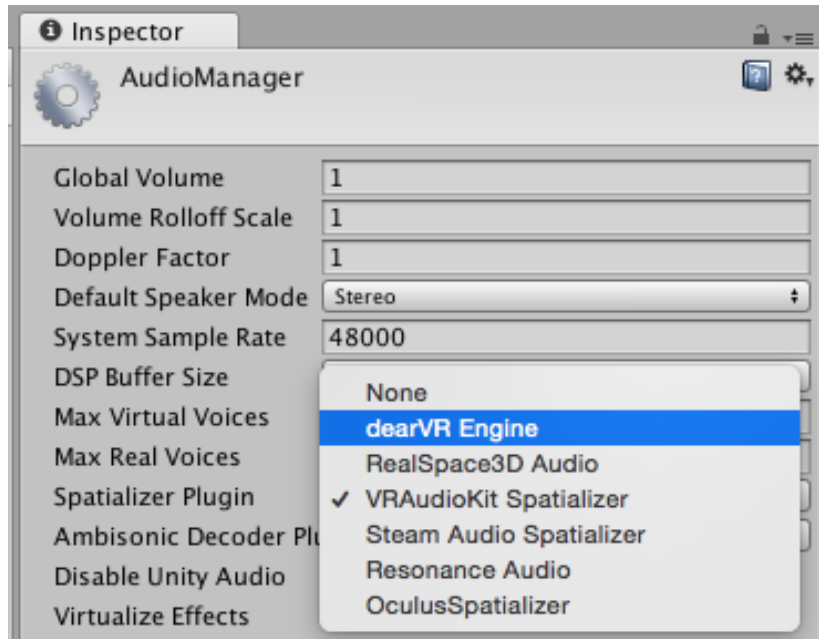 Inspector
AudioManager
Global Volume 1
Volume Rolloff Scale 1
Doppler Factor 1
Default Speaker Mode Stereo
System Sample Rate 48000
DSP Buffer Size
Max Virtual Voices
Max Real Voices
Spatializer Plugin
Ambisonic Decoder Plu
Disable Unity Audio
Virtualize Effects
None
dearVR Engine
RealSpace3D Audio
✓ VRAudioKit Spatializer
Steam Audio Spatializer
Resonance Audio
OculusSpatializer